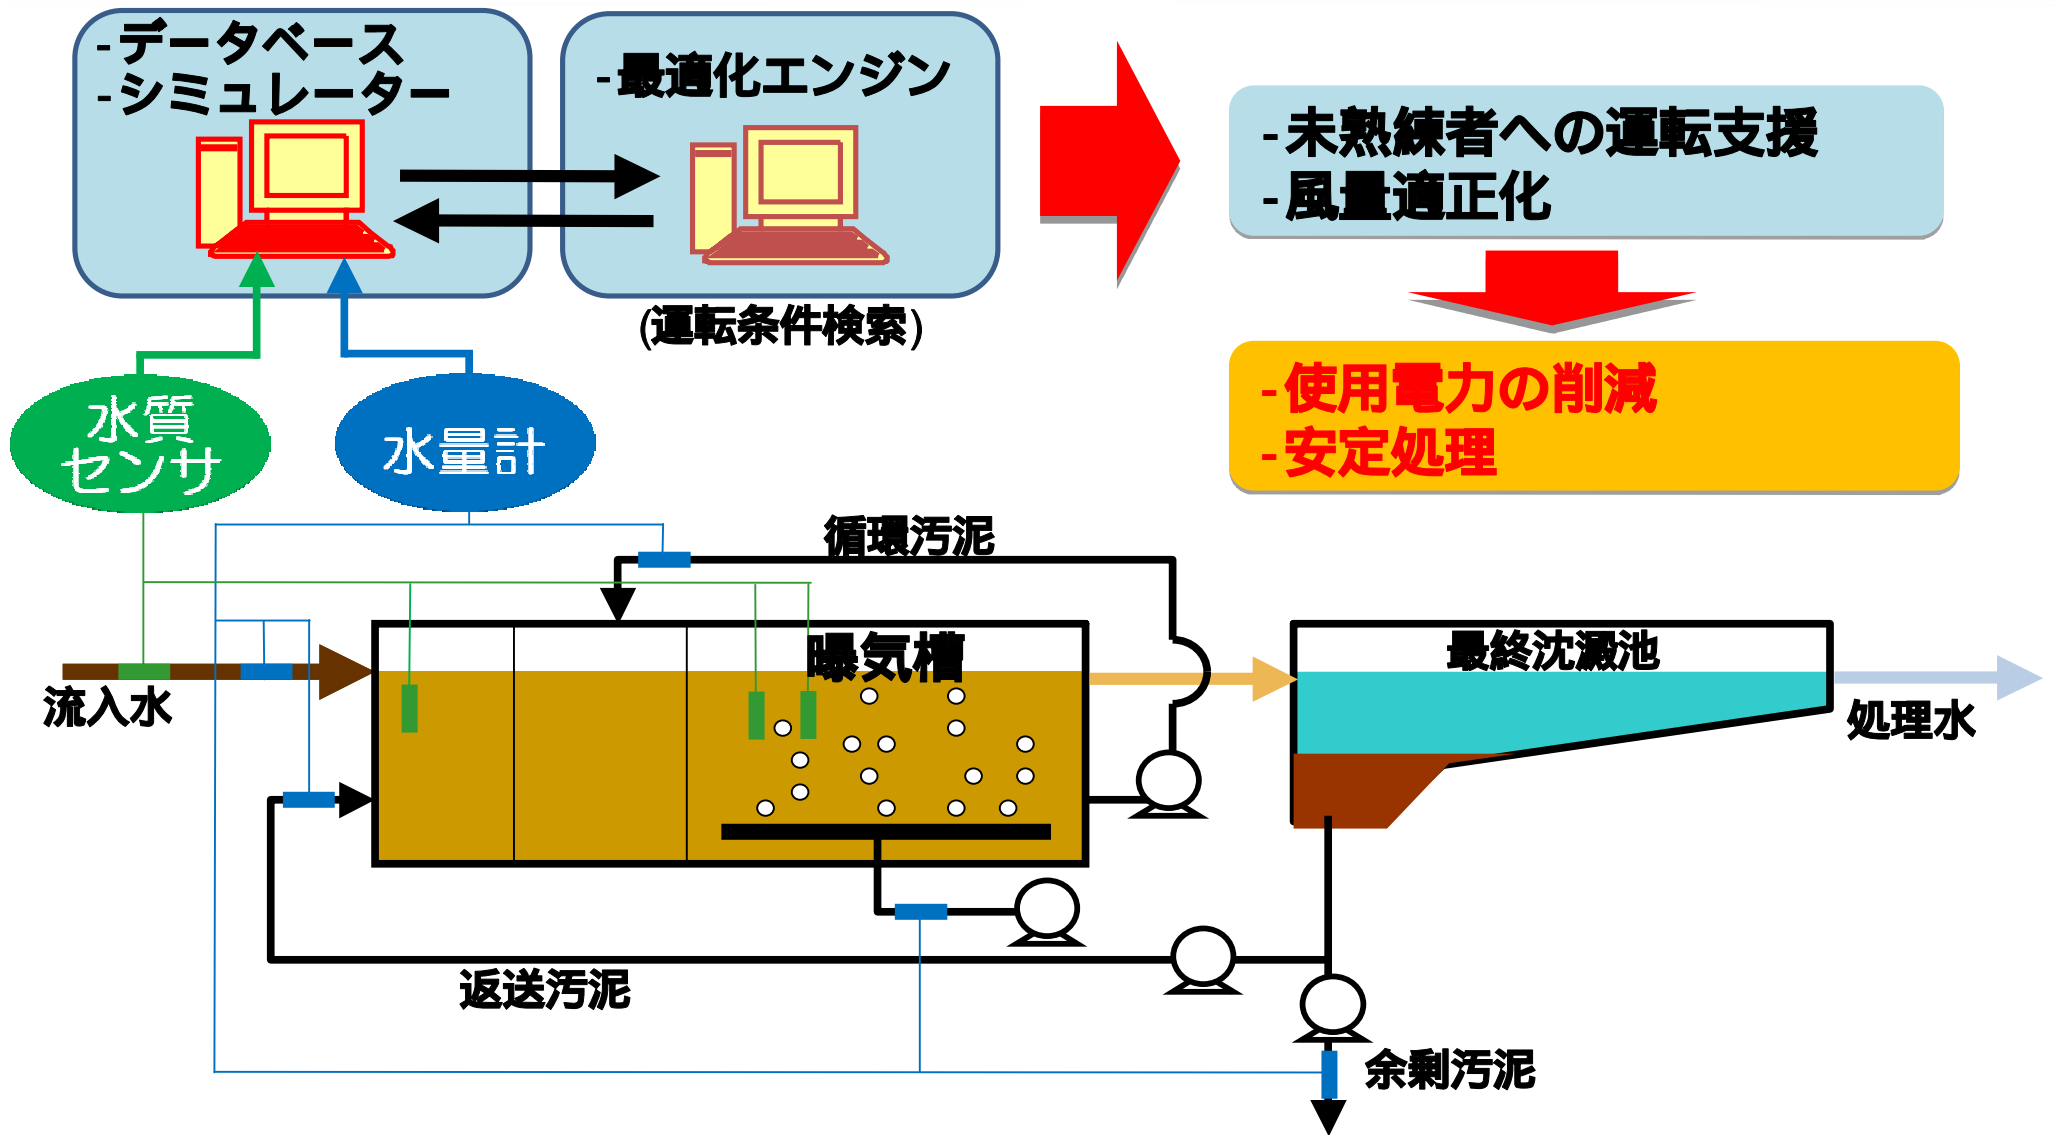 -データベース
-シミュレーター
-最適化エンジン
(運転条件検索)
-未熟練者への運転支援
-風量適正化
-使用電力の削減
-安定処理
水質
センサ
水量計
循環汚泥
曝気槽
最終沈澱池
流入水
処理水
返送汚泥
余剰汚泥